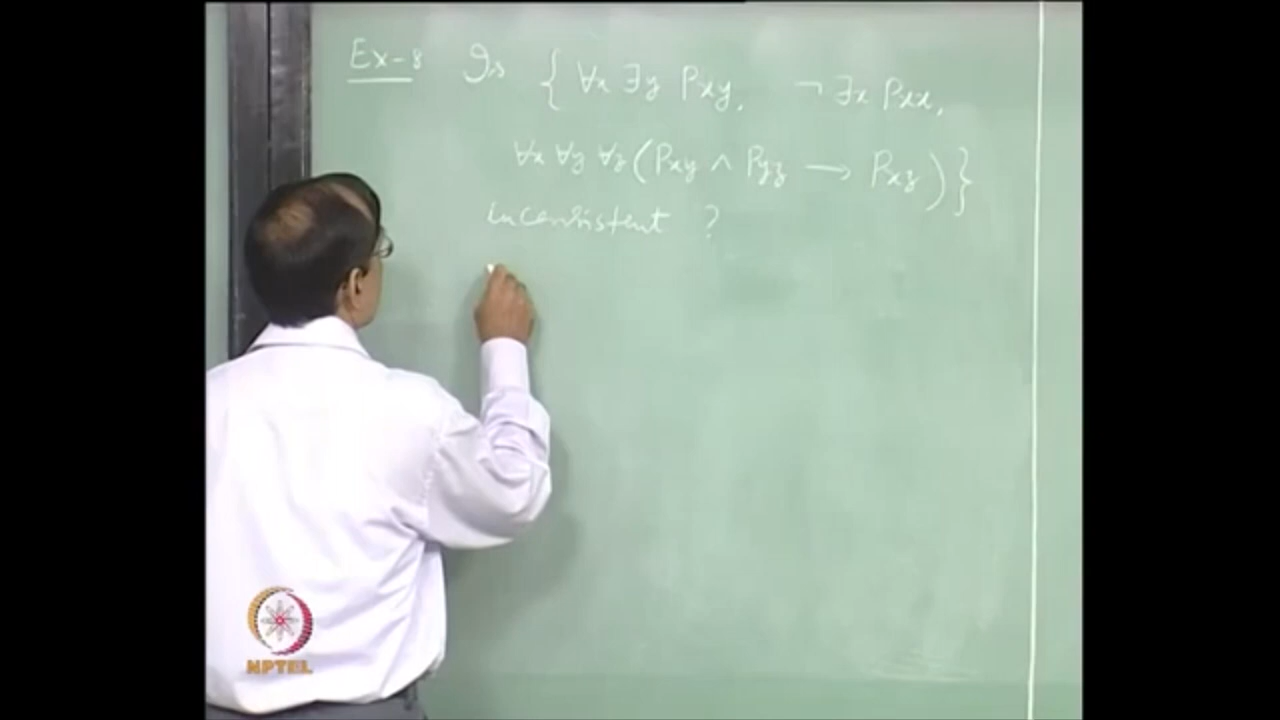 Ex-8 Is { ∀x ∃y Pxy, ¬ ∃x Pxx,
∀x ∀y ∀z (Pxy ∧ Pyz → Pxz) }
inconsistent ?
NPTEL